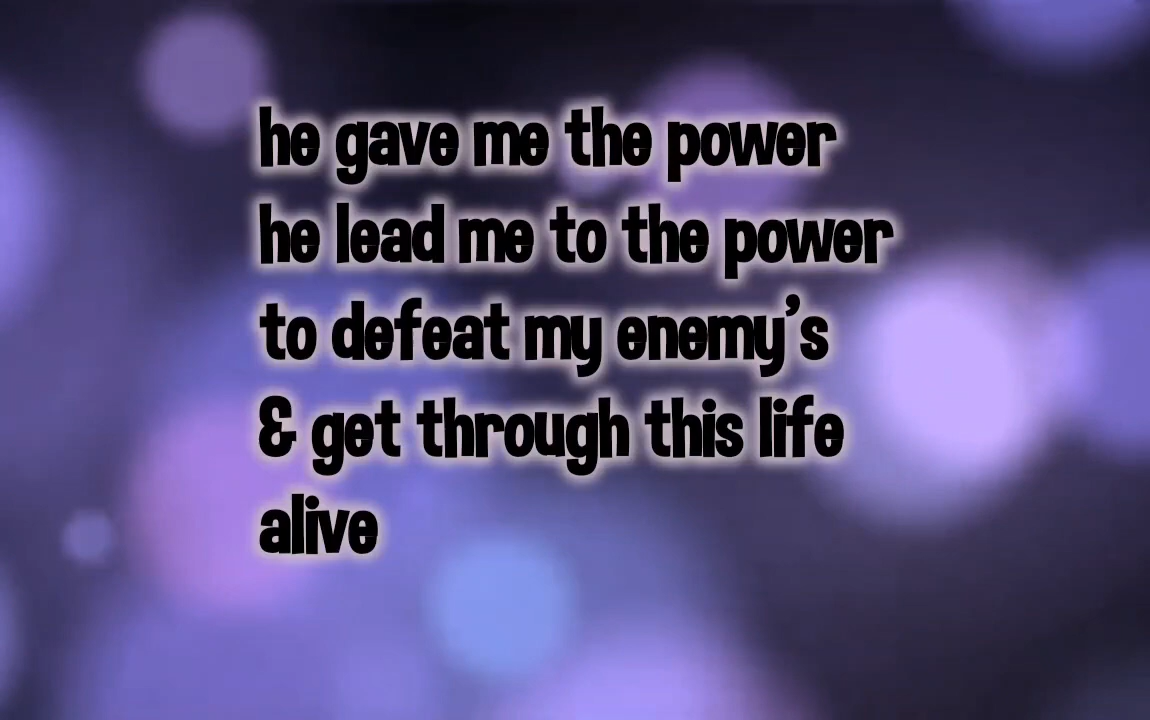 he gave me the power
he lead me to the power
to defeat my enemy's
& get through this life
alive